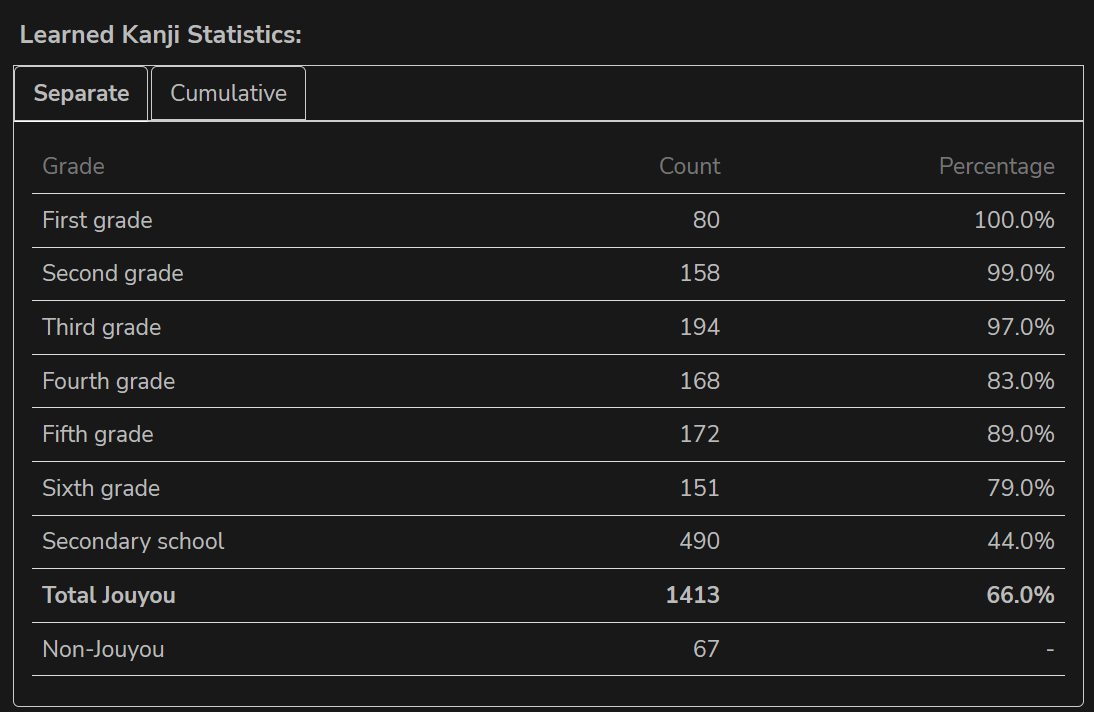 Learned Kanji Statistics:
Separate Cumulative
Grade Count Percentage
First grade 80 100.0%
Second grade 158 99.0%
Third grade 194 97.0%
Fourth grade 168 83.0%
Fifth grade 172 89.0%
Sixth grade 151 79.0%
Secondary school 490 44.0%
Total Jouyou 1413 66.0%
Non-Jouyou 67 -